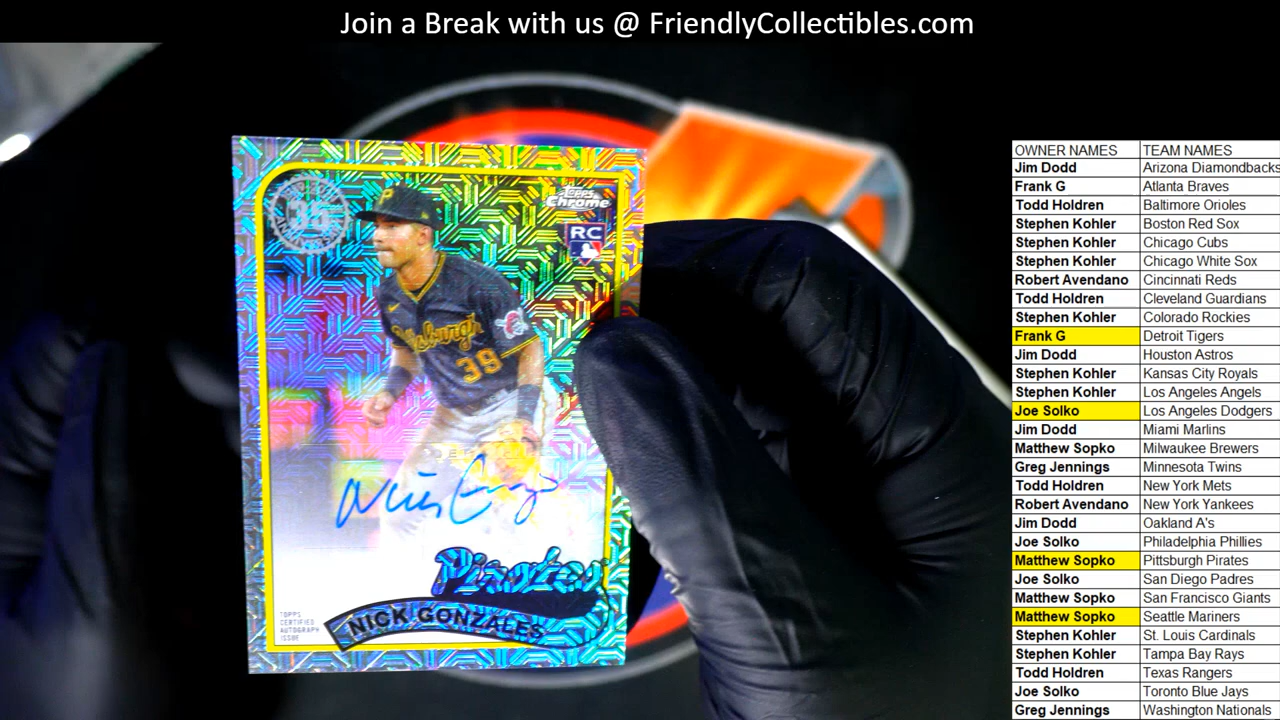 Join a Break with us @ FriendlyCollectibles.com
35
Topps
Chrome
RC
P
Pittsburgh
39
Pirates
NICK GONZALES
TOPPS
CERTIFIED
AUTOGRAPH
ISSUE
OWNER NAMES TEAM NAMES
Jim Dodd Arizona Diamondbacks
Frank G Atlanta Braves
Todd Holdren Baltimore Orioles
Stephen Kohler Boston Red Sox
Stephen Kohler Chicago Cubs
Stephen Kohler Chicago White Sox
Robert Avendano Cincinnati Reds
Todd Holdren Cleveland Guardians
Stephen Kohler Colorado Rockies
Frank G Detroit Tigers
Jim Dodd Houston Astros
Stephen Kohler Kansas City Royals
Stephen Kohler Los Angeles Angels
Joe Solko Los Angeles Dodgers
Jim Dodd Miami Marlins
Matthew Sopko Milwaukee Brewers
Greg Jennings Minnesota Twins
Todd Holdren New York Mets
Robert Avendano New York Yankees
Jim Dodd Oakland A's
Joe Solko Philadelphia Phillies
Matthew Sopko Pittsburgh Pirates
Joe Solko San Diego Padres
Matthew Sopko San Francisco Giants
Matthew Sopko Seattle Mariners
Stephen Kohler St. Louis Cardinals
Stephen Kohler Tampa Bay Rays
Todd Holdren Texas Rangers
Joe Solko Toronto Blue Jays
Greg Jennings Washington Nationals